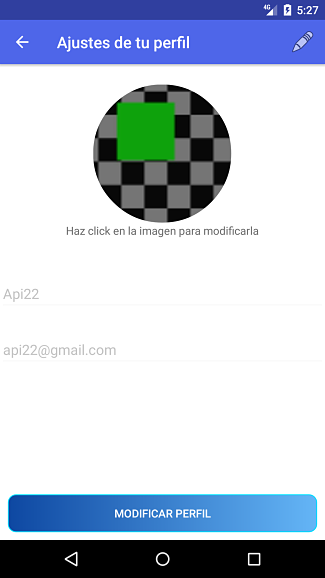 4G 5:27
Ajustes de tu perfil
Haz click en la imagen para modificarla
Api22
api22@gmail.com
MODIFICAR PERFIL